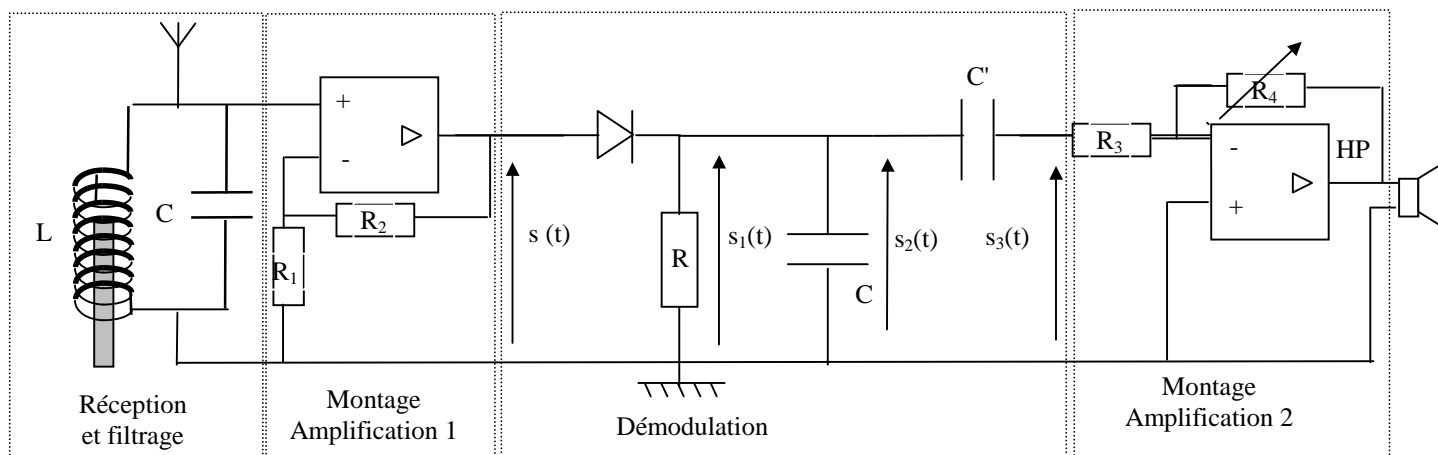 C'
R₄
+
R₃
-
HP
-
L
C
R₂
s (t)
s₁(t)
s₂(t)
s₃(t)
+
R₁
R
C
Réception
et filtrage
Montage
Amplification 1
Démodulation
Montage
Amplification 2